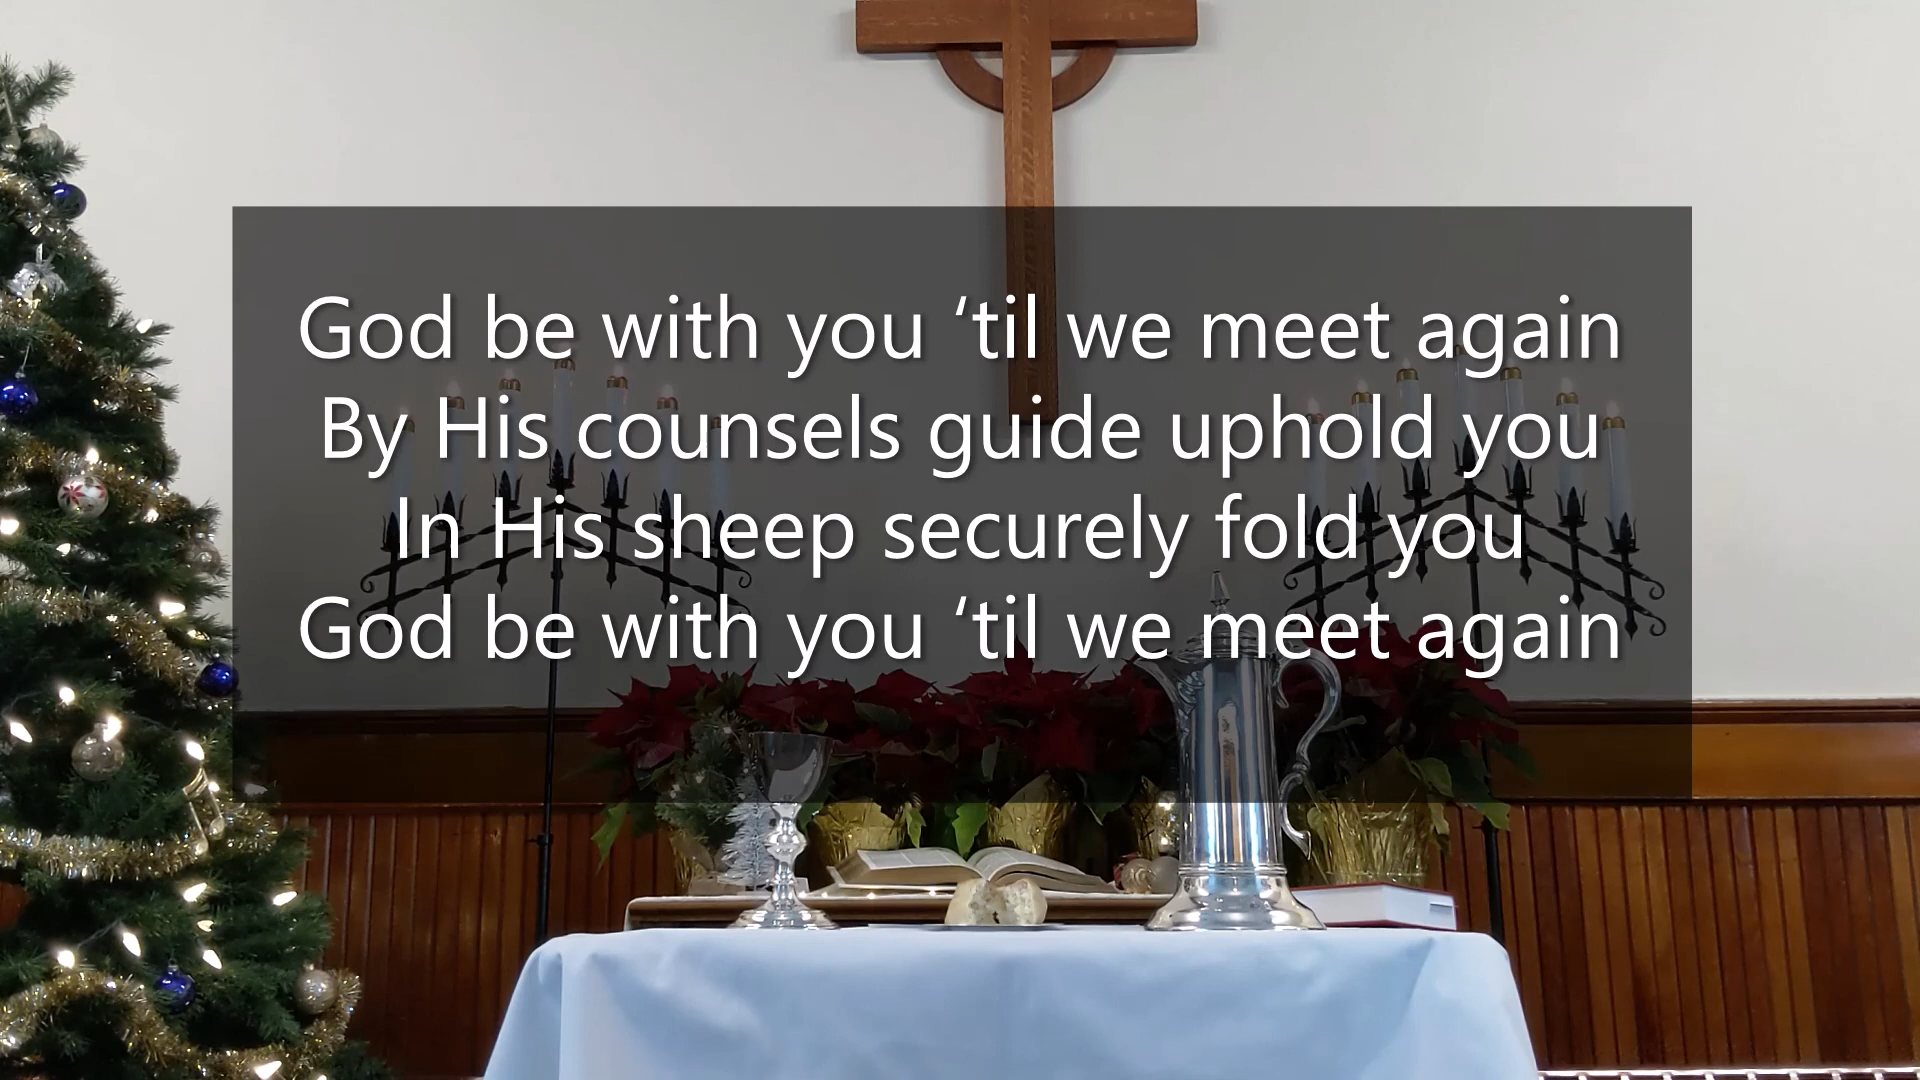 God be with you ‘til we meet again
By His counsels guide uphold you
In His sheep securely fold you
God be with you ‘til we meet again